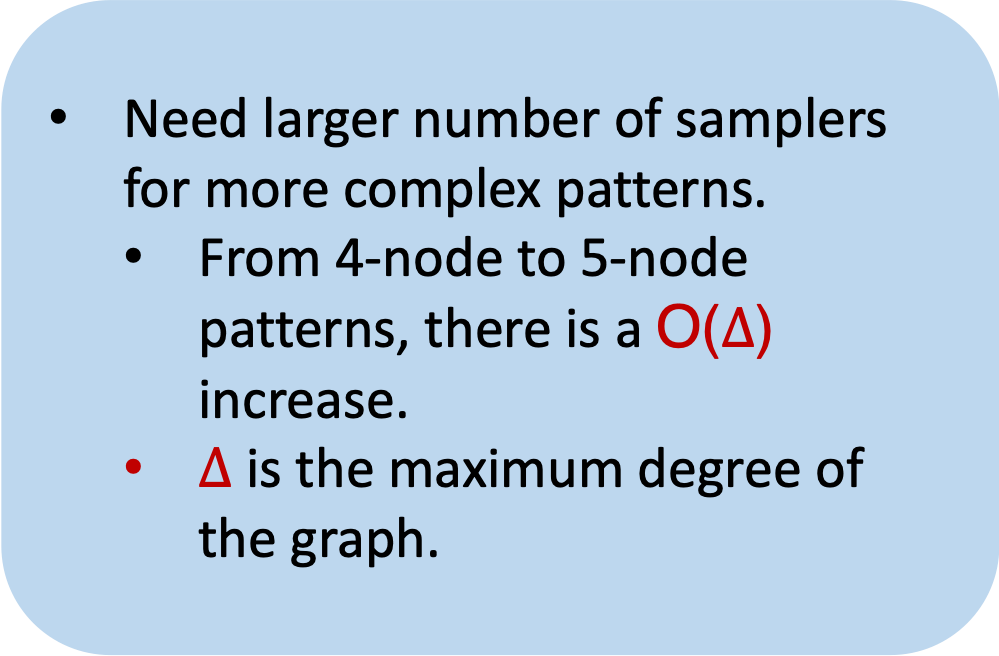 • Need larger number of samplers
for more complex patterns.
• From 4-node to 5-node
patterns, there is a O(Δ)
increase.
• Δ is the maximum degree of
the graph.